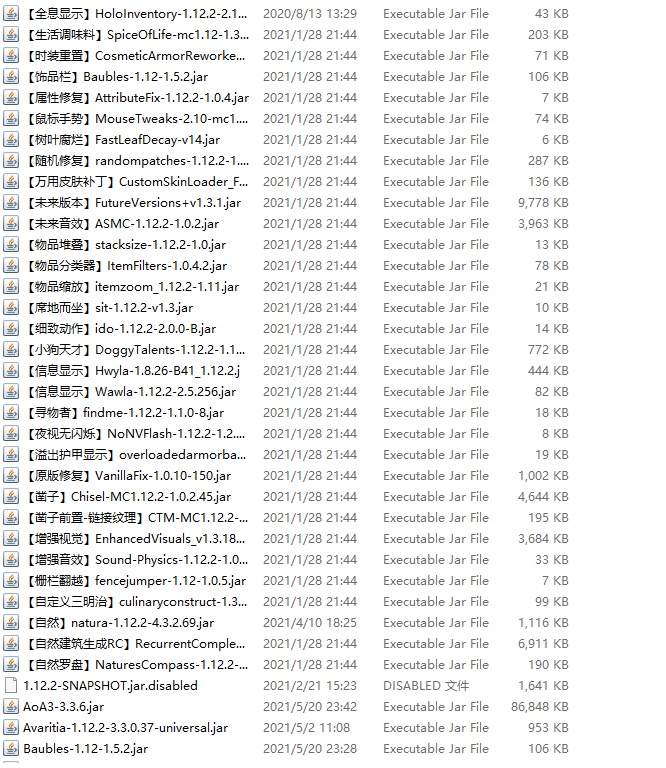 【全息显示】HoloInventory-1.12.2-2.1... 2020/8/13 13:29 Executable Jar File 43 KB
【生活调味料】SpiceOfLife-mc1.12-1.3... 2021/1/28 21:44 Executable Jar File 203 KB
【时装重置】CosmeticArmorReworke... 2021/1/28 21:44 Executable Jar File 71 KB
【饰品栏】Baubles-1.12-1.5.2.jar 2021/1/28 21:44 Executable Jar File 106 KB
【属性修复】AttributeFix-1.12.2-1.0.4.jar 2021/1/28 21:44 Executable Jar File 7 KB
【鼠标手势】MouseTweaks-2.10-mc1.... 2021/1/28 21:44 Executable Jar File 74 KB
【树叶腐烂】FastLeafDecay-v14.jar 2021/1/28 21:44 Executable Jar File 6 KB
【随机修复】randompatches-1.12.2-1.... 2021/1/28 21:44 Executable Jar File 287 KB
【万用皮肤补丁】CustomSkinLoader_F... 2021/1/28 21:44 Executable Jar File 136 KB
【未来版本】FutureVersions+v1.3.1.jar 2021/1/28 21:44 Executable Jar File 9,778 KB
【未来音效】ASMC-1.12.2-1.0.2.jar 2021/1/28 21:44 Executable Jar File 3,963 KB
【物品堆叠】stacksize-1.12.2-1.0.jar 2021/1/28 21:44 Executable Jar File 13 KB
【物品分类器】ItemFilters-1.0.4.2.jar 2021/1/28 21:44 Executable Jar File 78 KB
【物品缩放】itemzoom_1.12.2-1.11.jar 2021/1/28 21:44 Executable Jar File 21 KB
【席地而坐】sit-1.12.2-v1.3.jar 2021/1/28 21:44 Executable Jar File 10 KB
【细致动作】ido-1.12.2-2.0.0-B.jar 2021/1/28 21:44 Executable Jar File 14 KB
【小狗天才】DoggyTalents-1.12.2-1.1... 2021/1/28 21:44 Executable Jar File 772 KB
【信息显示】Hwyla-1.8.26-B41_1.12.2.j 2021/1/28 21:44 Executable Jar File 444 KB
【信息显示】Wawla-1.12.2-2.5.256.jar 2021/1/28 21:44 Executable Jar File 82 KB
【寻物者】findme-1.12.2-1.1.0-8.jar 2021/1/28 21:44 Executable Jar File 18 KB
【夜视无闪烁】NoNVFlash-1.12.2-1.2.... 2021/1/28 21:44 Executable Jar File 8 KB
【溢出护甲显示】overloadedarmorba... 2021/1/28 21:44 Executable Jar File 19 KB
【原版修复】VanillaFix-1.0.10-150.jar 2021/1/28 21:44 Executable Jar File 1,002 KB
【凿子】Chisel-MC1.12.2-1.0.2.45.jar 2021/1/28 21:44 Executable Jar File 4,644 KB
【凿子前置-链接纹理】CTM-MC1.12.2-... 2021/1/28 21:44 Executable Jar File 195 KB
【增强视觉】EnhancedVisuals_v1.3.18... 2021/1/28 21:44 Executable Jar File 3,684 KB
【增强音效】Sound-Physics-1.12.2-1.0... 2021/1/28 21:44 Executable Jar File 33 KB
【栅栏翻越】fencejumper-1.12-1.0.5.jar 2021/1/28 21:44 Executable Jar File 7 KB
【自定义三明治】culinaryconstruct-1.3... 2021/1/28 21:44 Executable Jar File 99 KB
【自然】natura-1.12.2-4.3.2.69.jar 2021/4/10 18:25 Executable Jar File 1,116 KB
【自然建筑生成RC】RecurrentComple... 2021/1/28 21:44 Executable Jar File 6,911 KB
【自然罗盘】NaturesCompass-1.12.2-... 2021/1/28 21:44 Executable Jar File 190 KB
1.12.2-SNAPSHOT.jar.disabled 2021/2/21 15:23 DISABLED 文件 1,641 KB
AoA3-3.3.6.jar 2021/5/20 23:42 Executable Jar File 86,848 KB
Avaritia-1.12.2-3.3.0.37-universal.jar 2021/5/2 11:08 Executable Jar File 953 KB
Baubles-1.12-1.5.2.jar 2021/5/20 23:28 Executable Jar File 106 KB